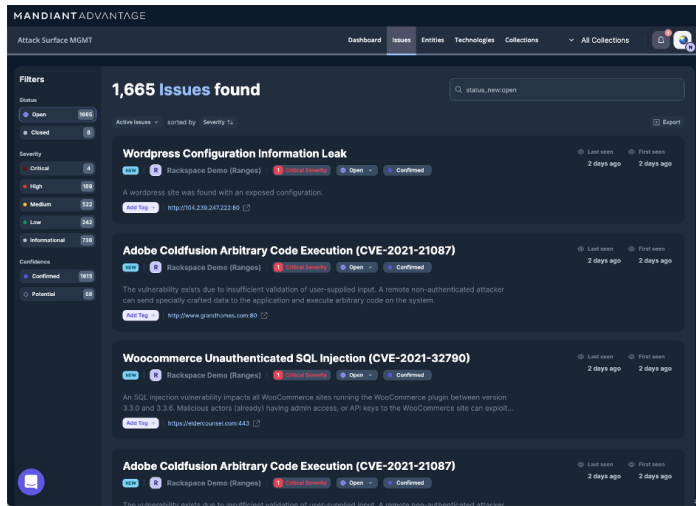 MANDIANT ADVANTAGE
Attack Surface MGMT
Dashboard Issues Entities Technologies Collections All Collections
Filters
Status
Open 1665
Closed 6
Severity
Critical 4
High 169
Medium 522
Low 242
Informational 728
Confidence
Confirmed 1615
Potential 58
1,665 Issues found
status_new:open
Active Issues sorted by Severity
Export
Wordpress Configuration Information Leak
NEW R Rackspace Demo (Ranges) 1 Critical Severity Open Confirmed
A wordpress site was found with an exposed configuration.
Add Tag + http://104.239.247.222:80
Last seen First seen
2 days ago 2 days ago
Adobe Coldfusion Arbitrary Code Execution (CVE-2021-21087)
NEW R Rackspace Demo (Ranges) 1 Critical Severity Open Confirmed
The vulnerability exists due to insufficient validation of user-supplied input. A remote non-authenticated attacker
can send specially crafted data to the application and execute arbitrary code on the system.
Add Tag + http://www.grandhomes.com:80
Last seen First seen
2 days ago 2 days ago
Woocommerce Unauthenticated SQL Injection (CVE-2021-32790)
NEW R Rackspace Demo (Ranges) 1 Critical Severity Open Confirmed
An SQL injection vulnerability impacts all WooCommerce sites running the WooCommerce plugin between version
3.3.0 and 3.3.6. Malicious actors (already) having admin access, or API keys to the WooCommerce site can exploit...
Add Tag + https://eldercounsel.com:443
Last seen First seen
2 days ago 2 days ago
Adobe Coldfusion Arbitrary Code Execution (CVE-2021-21087)
NEW R Rackspace Demo (Ranges) 1 Critical Severity Open Confirmed
The vulnerability exists due to insufficient validation of user-supplied input. A remote non-authenticated attacker
Last seen First seen
2 days ago 2 days ago